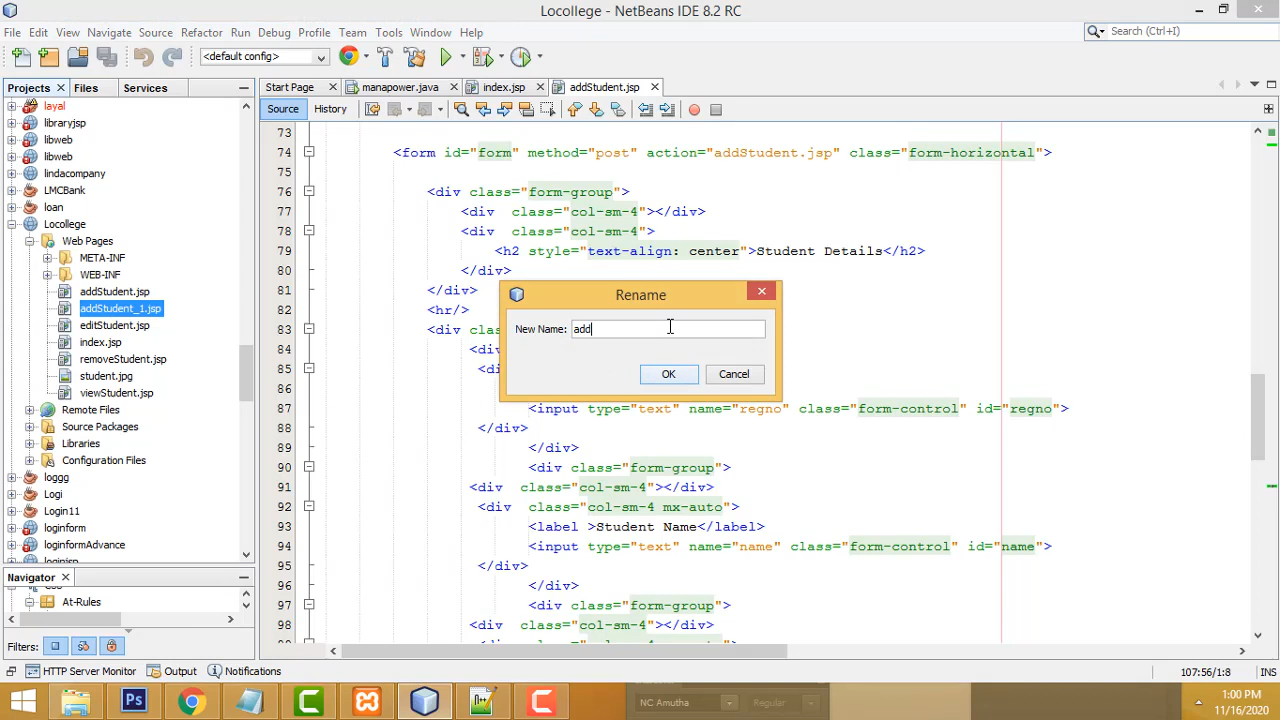 Locollege - NetBeans IDE 8.2 RC
File Edit View Navigate Source Refactor Run Debug Profile Team Tools Window Help
Search (Ctrl+I)
<default config>
Projects Files Services
Start Page manapower.java index.jsp addStudent.jsp
Source History
layal
libraryjsp
libweb
libweb
lindacompany
LMCBank
loan
Locollege
Web Pages
META-INF
WEB-INF
addStudent.jsp
addStudent_1.jsp
editStudent.jsp
index.jsp
removeStudent.jsp
student.jpg
viewStudent.jsp
Remote Files
Source Packages
Libraries
Configuration Files
loggg
Logi
Login11
loginform
loginformAdvance
73
74 <form id="form" method="post" action="addStudent.jsp" class="form-horizontal">
75
76 <div class="form-group">
77 <div class="col-sm-4"></div>
78 <div class="col-sm-4">
79 <h2 style="text-align: center">Student Details</h2>
80 </div>
81 </div>
82 <hr/>
83 <div clas
84 <div
85 <di
86
87 <input type="text" name="regno" class="form-control" id="regno">
88 </div>
89 </div>
90 <div class="form-group">
91 <div class="col-sm-4"></div>
92 <div class="col-sm-4 mx-auto">
93 <label >Student Name</label>
94 <input type="text" name="name" class="form-control" id="name">
95 </div>
96 </div>
97 <div class="form-group">
98 <div class="col-sm-4"></div>
Rename
New Name: add
OK Cancel
Navigator
At-Rules
Filters:
HTTP Server Monitor Output Notifications
107:56/1:8 INS
Ps
NC Amutha Regular
1:00 PM
11/16/2020